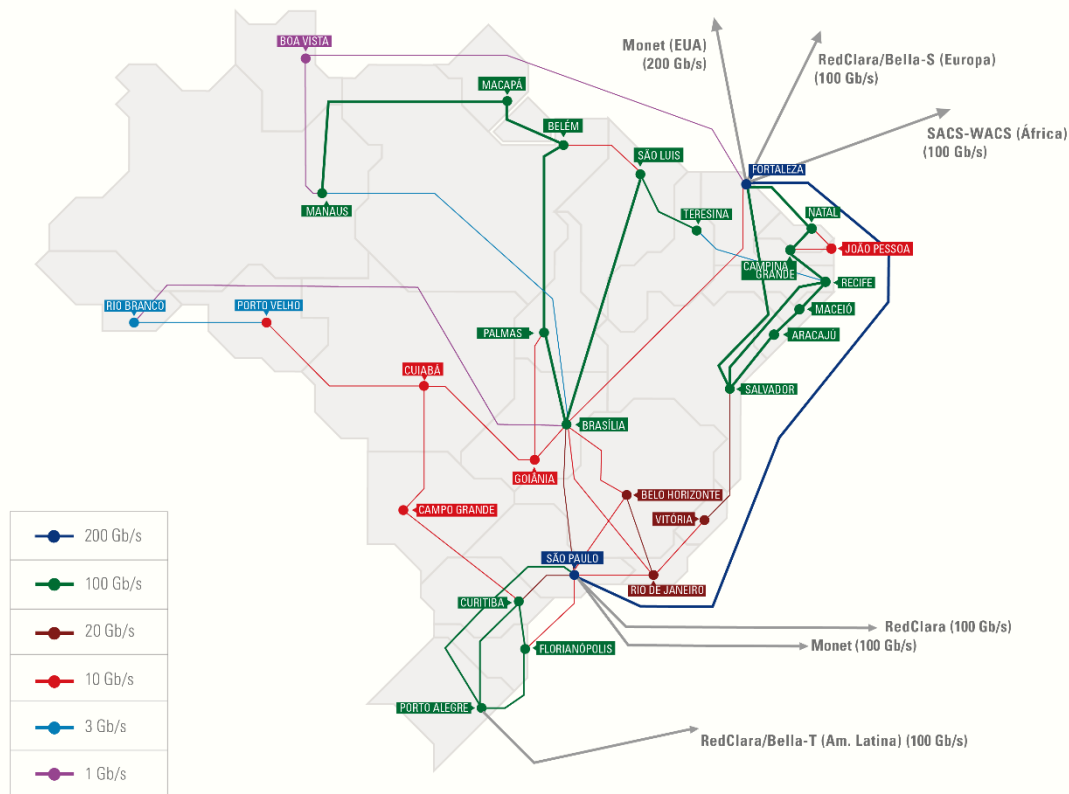 BOA VISTA
Monet (EUA)
(200 Gb/s)
RedClara/Bella-S (Europa)
(100 Gb/s)
MACAPÁ
SACS-WACS (África)
(100 Gb/s)
BELÉM
SÃO LUIS
FORTALEZA
MANAUS
TERESINA
NATAL
JOÃO PESSOA
CAMPINA
GRANDE
RECIFE
RIO BRANCO
PORTO VELHO
MACEIÓ
PALMAS
ARACAJÚ
CUIABÁ
SALVADOR
BRASÍLIA
GOIÂNIA
BELO HORIZONTE
CAMPO GRANDE
VITÓRIA
200 Gb/s
SÃO PAULO
100 Gb/s
RIO DE JANEIRO
CURITIBA
20 Gb/s
RedClara (100 Gb/s)
Monet (100 Gb/s)
FLORIANÓPOLIS
10 Gb/s
PORTO ALEGRE
3 Gb/s
RedClara/Bella-T (Am. Latina) (100 Gb/s)
1 Gb/s